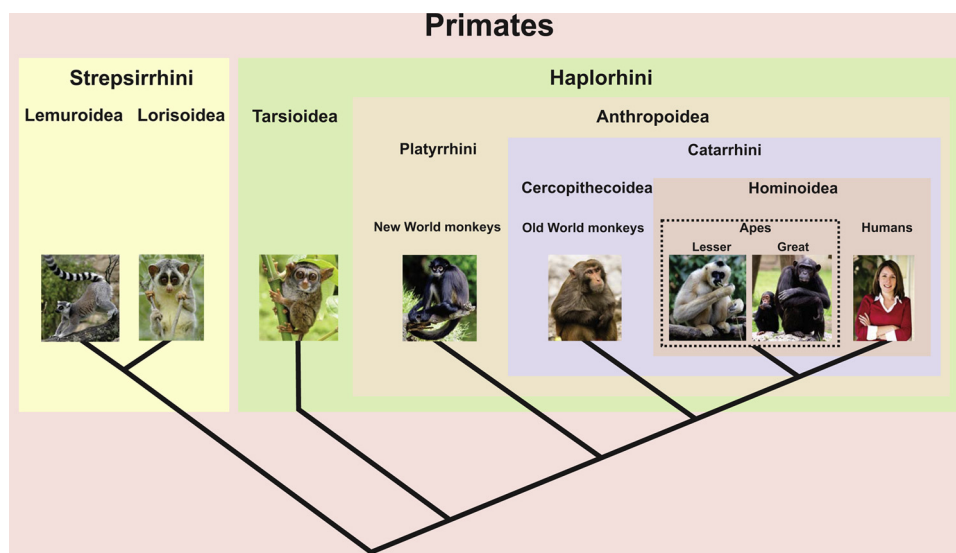 Primates
Strepsirrhini
Haplorhini
Lemuroidea
Lorisoidea
Tarsioidea
Anthropoidea
Platyrrhini
Catarrhini
Cercopithecoidea
Hominoidea
New World monkeys
Old World monkeys
Apes
Humans
Lesser
Great